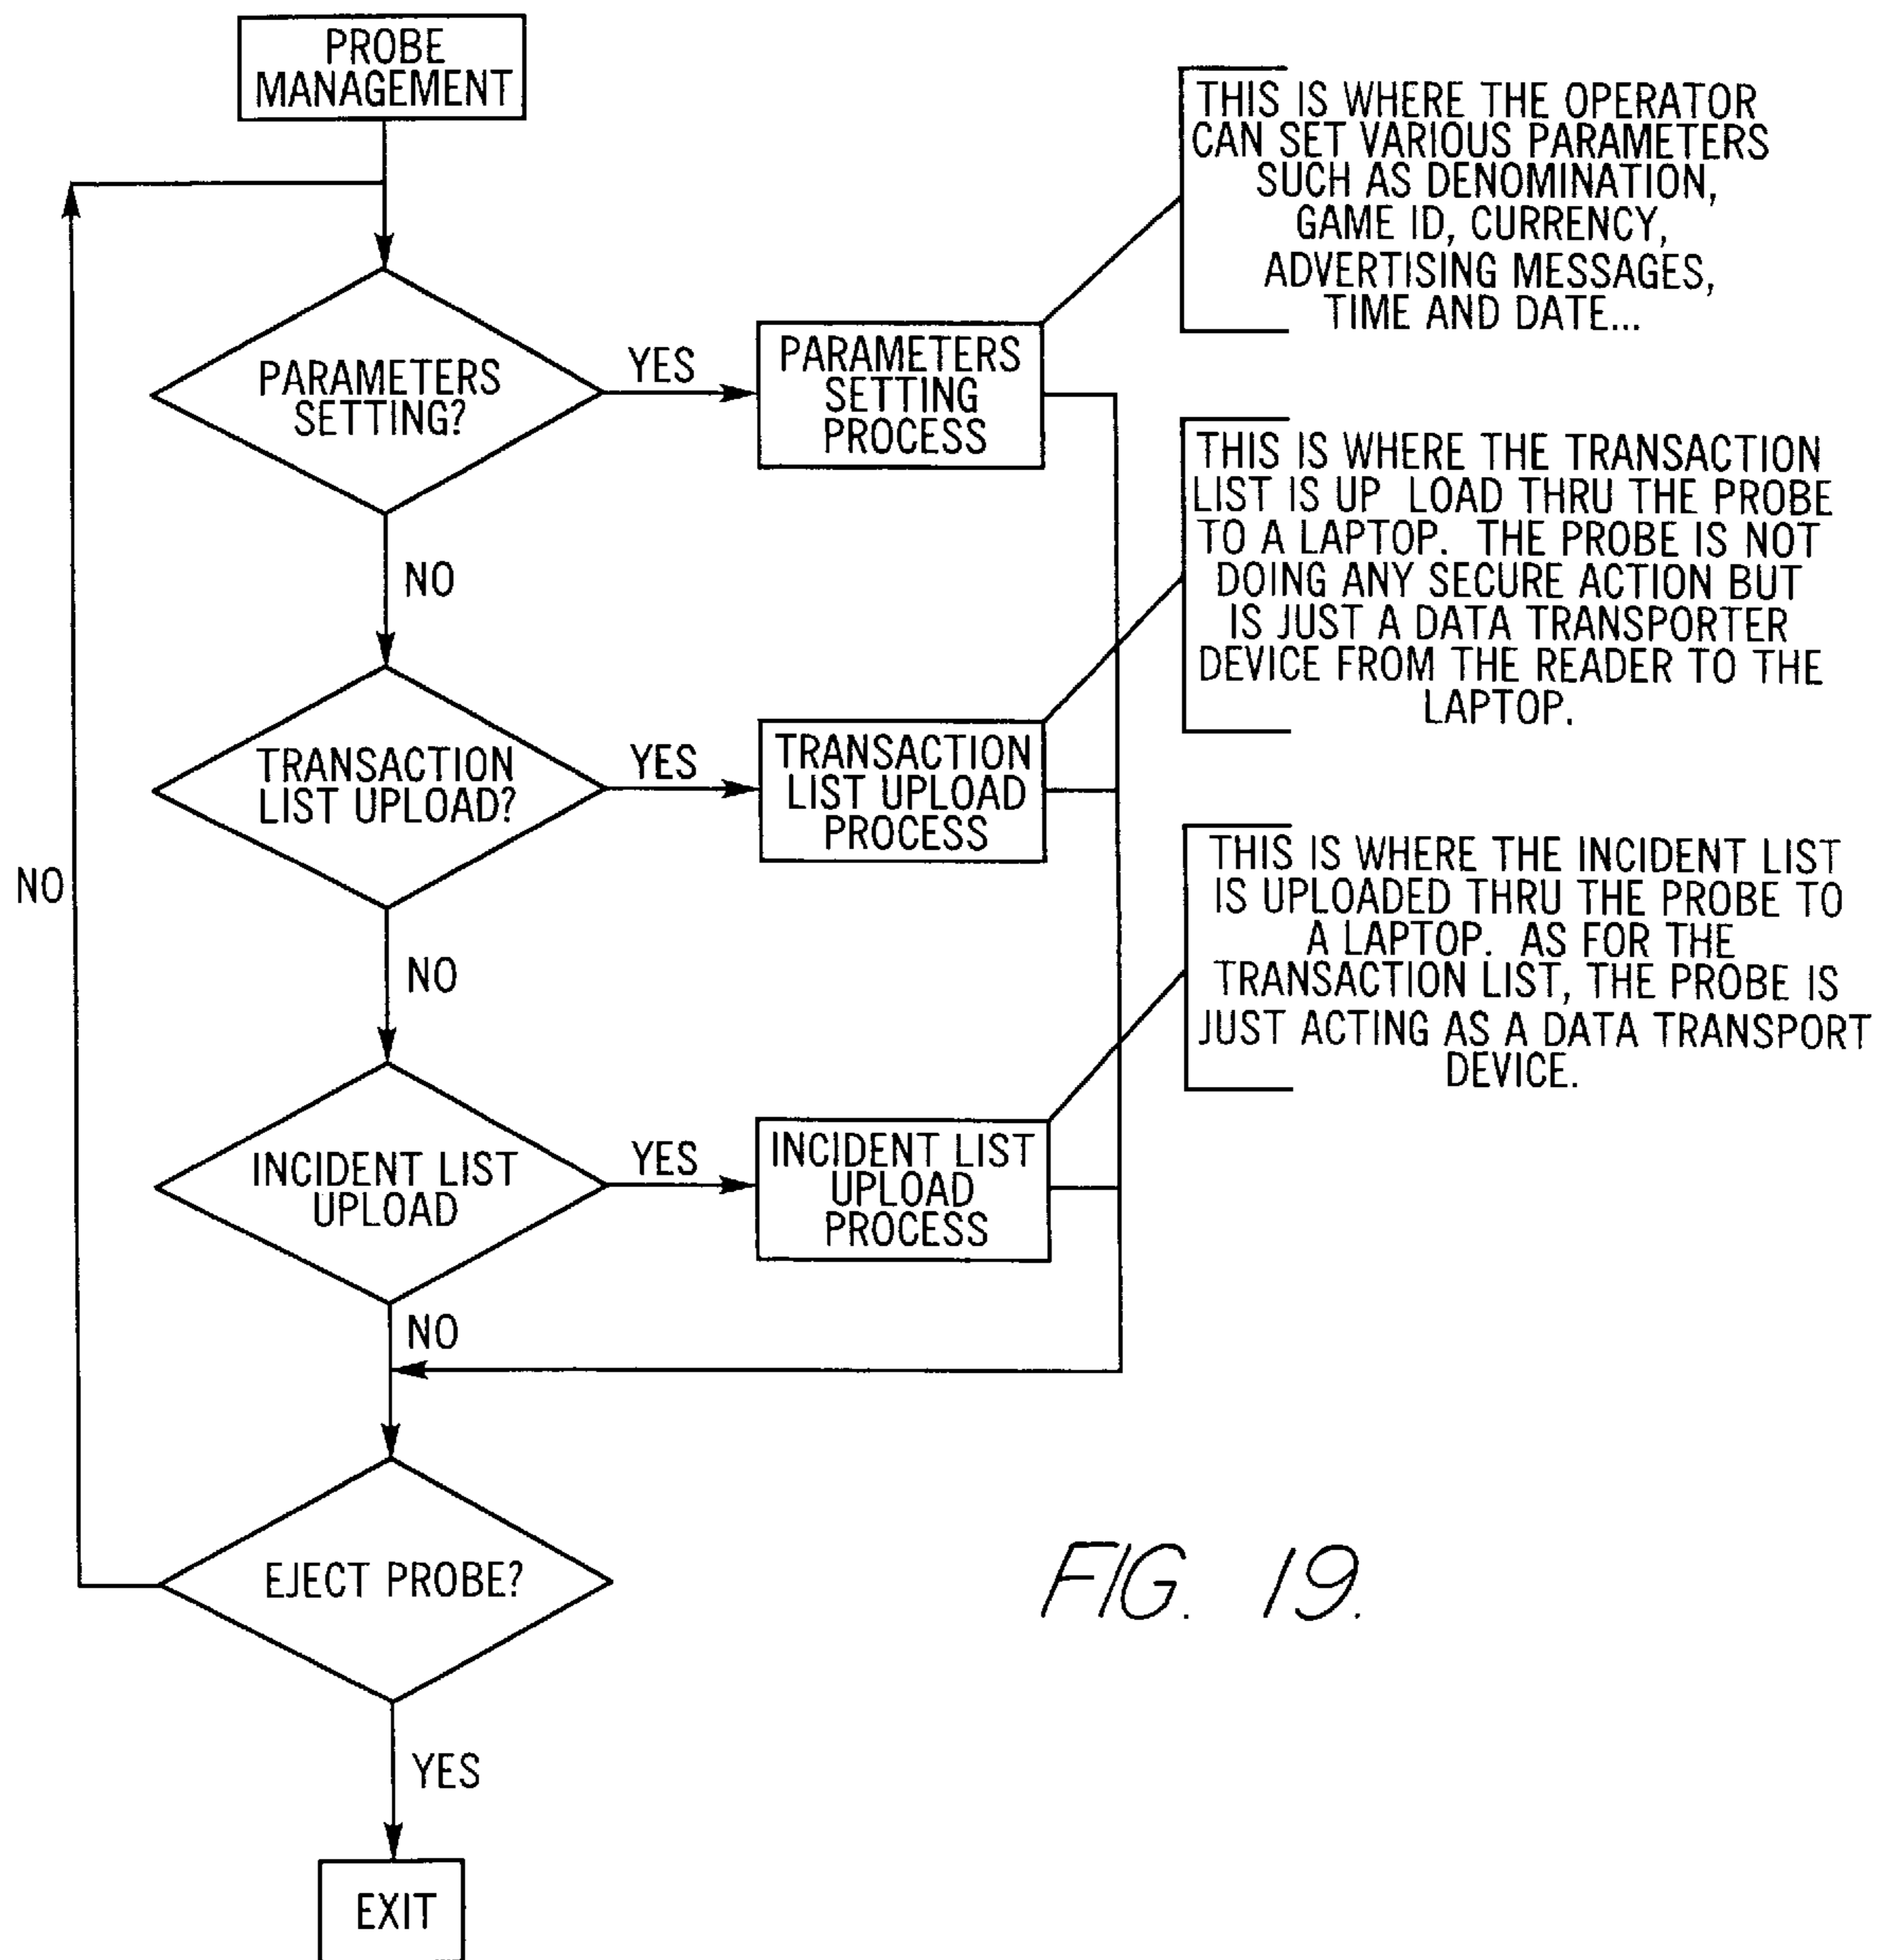 PROBE
MANAGEMENT
THIS IS WHERE THE OPERATOR
CAN SET VARIOUS PARAMETERS
SUCH AS DENOMINATION,
GAME ID, CURRENCY,
ADVERTISING MESSAGES,
TIME AND DATE...
PARAMETERS
SETTING?
YES
PARAMETERS
SETTING
PROCESS
NO
THIS IS WHERE THE TRANSACTION
LIST IS UP LOAD THRU THE PROBE
TO A LAPTOP. THE PROBE IS NOT
DOING ANY SECURE ACTION BUT
IS JUST A DATA TRANSPORTER
DEVICE FROM THE READER TO THE
LAPTOP.
TRANSACTION
LIST UPLOAD?
YES
TRANSACTION
LIST UPLOAD
PROCESS
NO
NO
THIS IS WHERE THE INCIDENT LIST
IS UPLOADED THRU THE PROBE TO
A LAPTOP. AS FOR THE
TRANSACTION LIST, THE PROBE IS
JUST ACTING AS A DATA TRANSPORT
DEVICE.
INCIDENT LIST
UPLOAD
YES
INCIDENT LIST
UPLOAD
PROCESS
NO
EJECT PROBE?
YES
EXIT
FIG. 19.